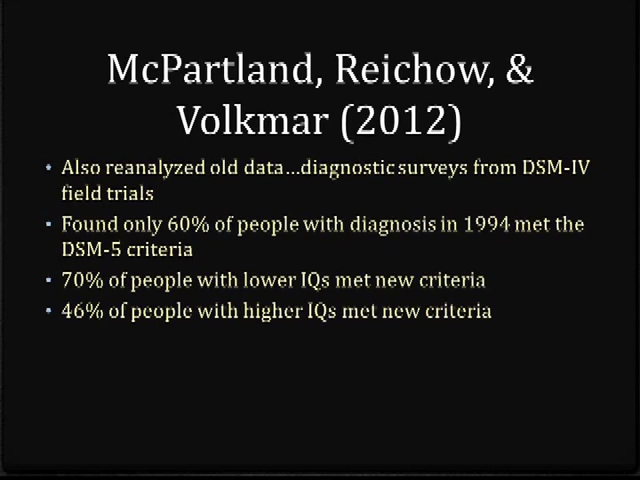 McPartland, Reichow, &
Volkmar (2012)
• Also reanalyzed old data…diagnostic surveys from DSM-IV
field trials
• Found only 60% of people with diagnosis in 1994 met the
DSM-5 criteria
• 70% of people with lower IQs met new criteria
• 46% of people with higher IQs met new criteria